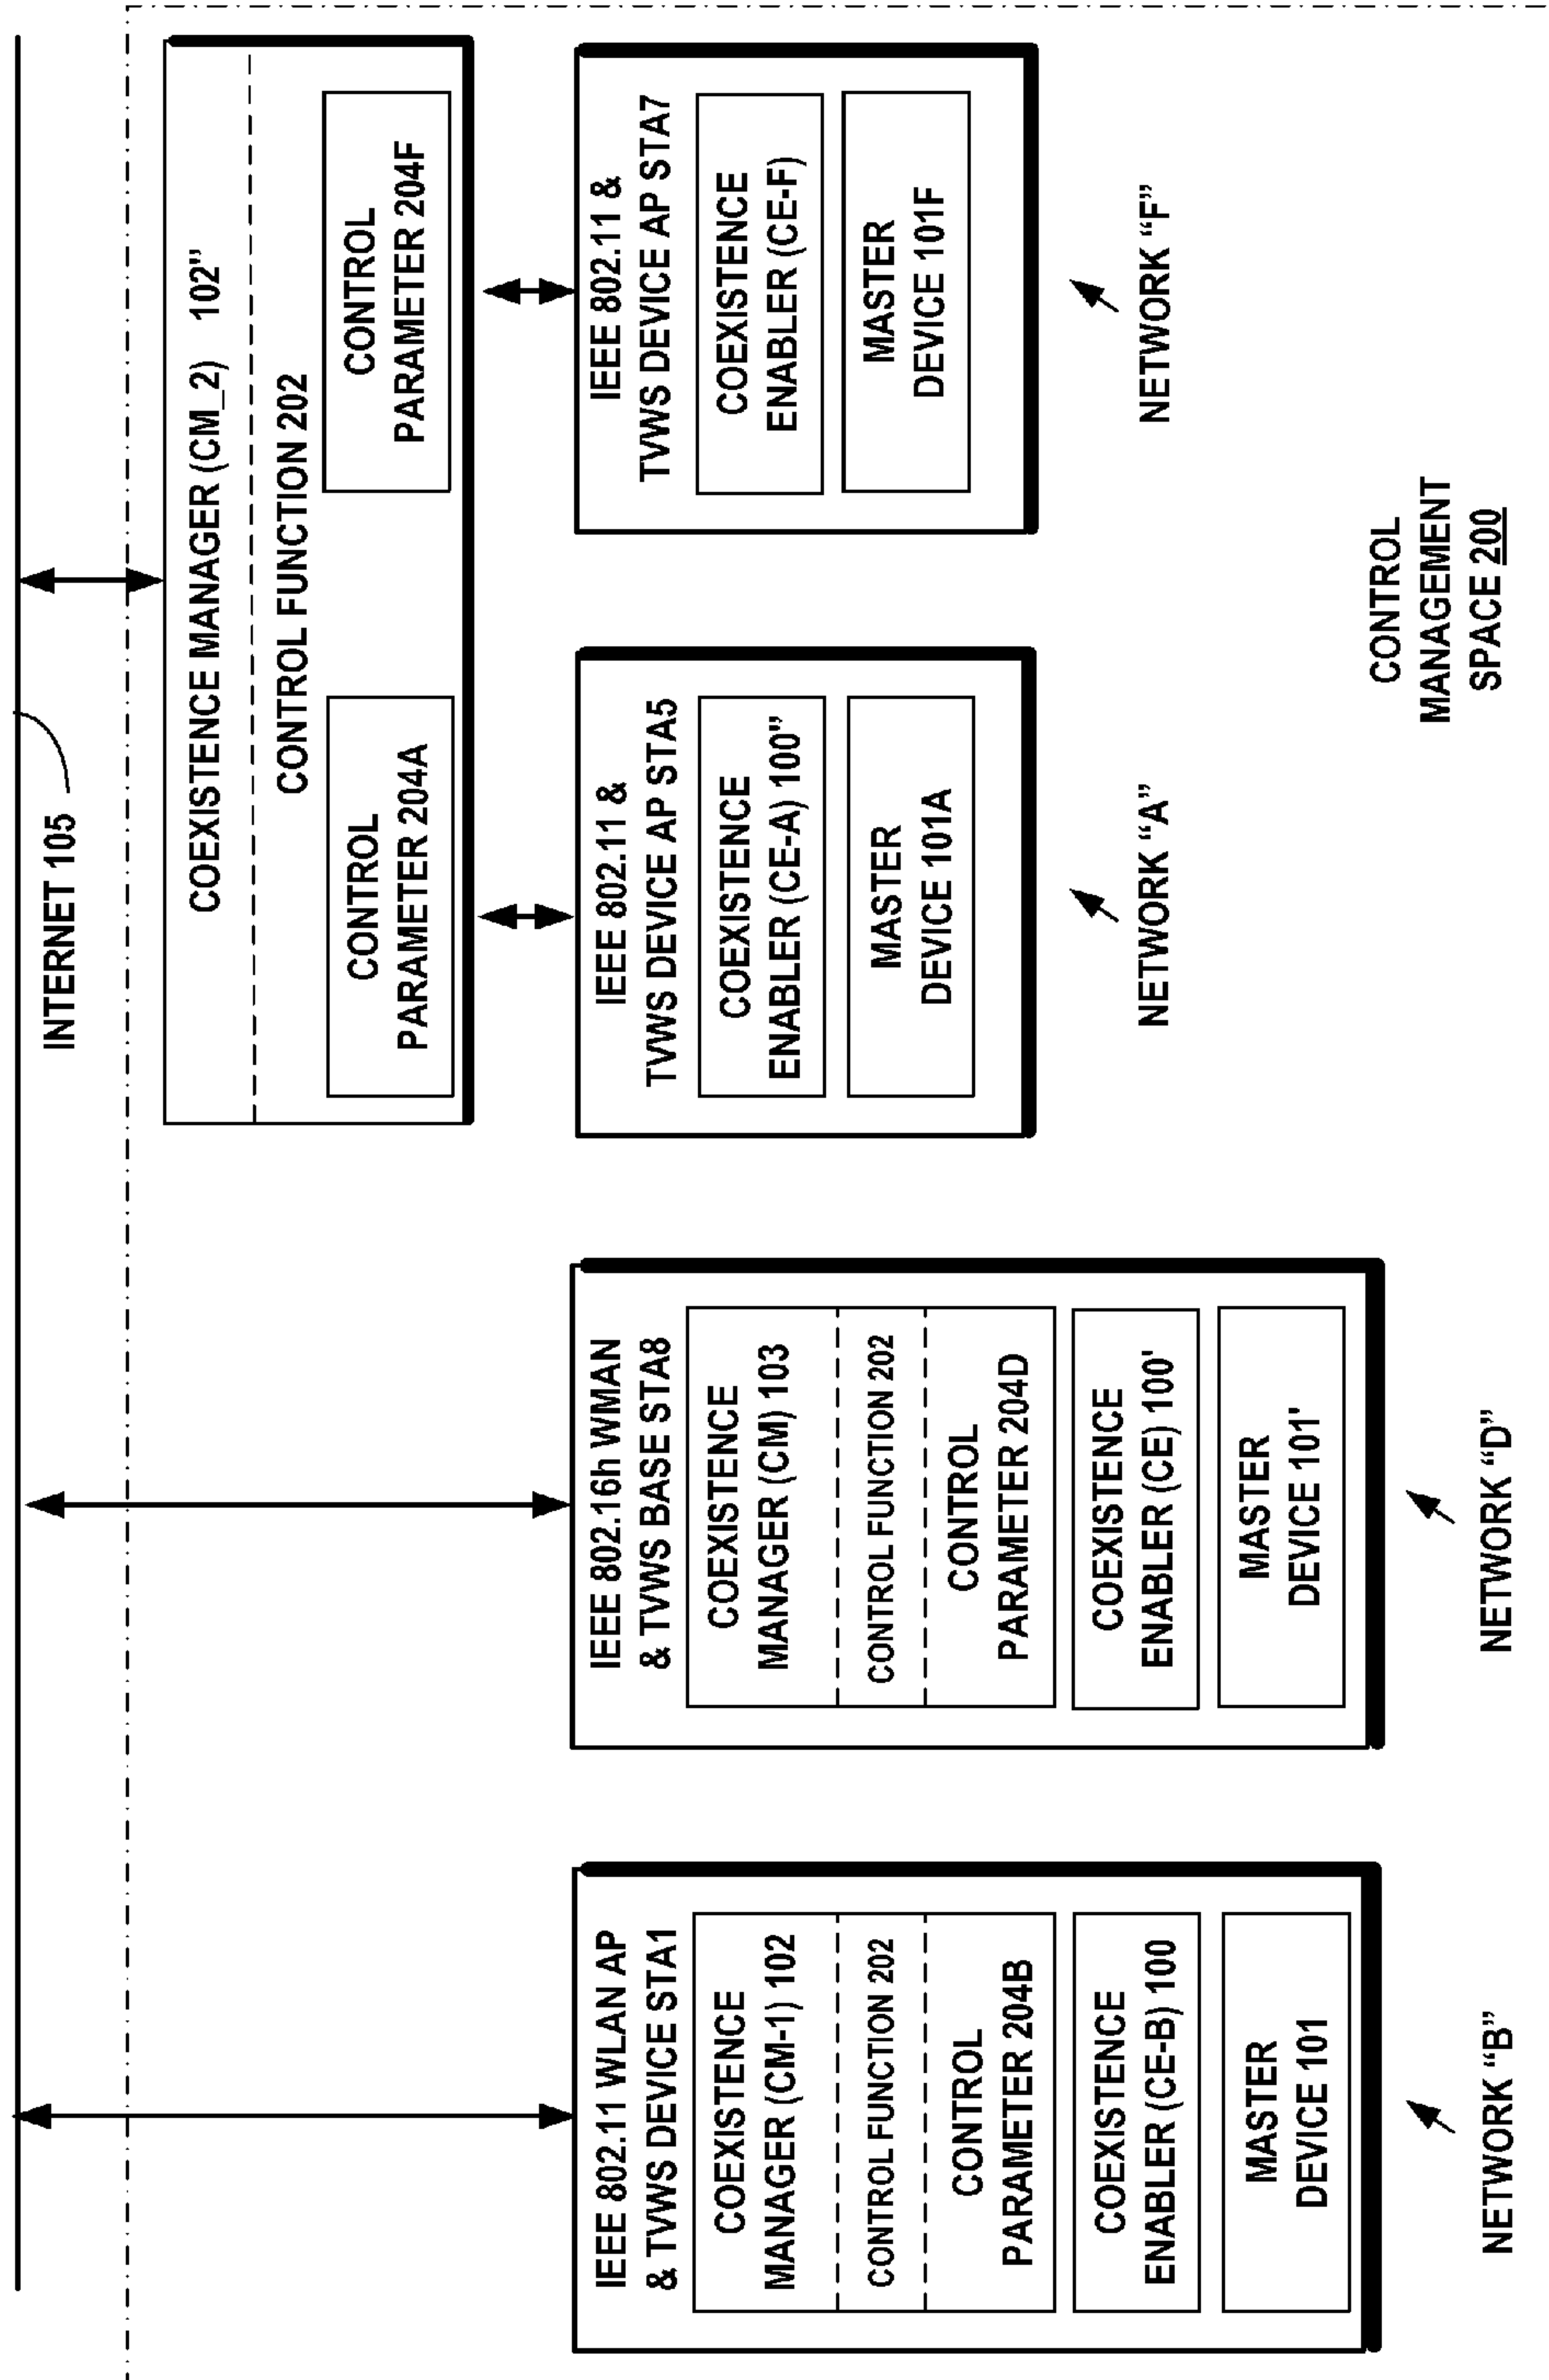 INTERNET 105
IEEE 802.11 WLAN AP
& TVWS DEVICE STA1
COEXISTENCE
MANAGER (CM-1) 102
CONTROL FUNCTION 202
CONTROL
PARAMETER 204B
COEXISTENCE
ENABLER (CE-B) 100
MASTER
DEVICE 101
NETWORK “B”
IEEE 802.16h WMAN
& TVWS BASE STA8
COEXISTENCE
MANAGER (CM) 103
CONTROL FUNCTION 202
CONTROL
PARAMETER 204D
COEXISTENCE
ENABLER (CE) 100'
MASTER
DEVICE 101'
NETWORK “D”
COEXISTENCE MANAGER (CM_2) 102”
CONTROL FUNCTION 202
CONTROL
PARAMETER 204A
CONTROL
PARAMETER 204F
IEEE 802.11 &
TVWS DEVICE AP STA5
COEXISTENCE
ENABLER (CE-A) 100”
MASTER
DEVICE 101A
NETWORK “A”
IEEE 802.11 &
TVWS DEVICE AP STA7
COEXISTENCE
ENABLER (CE-F)
MASTER
DEVICE 101F
NETWORK “F”
CONTROL
MANAGEMENT
SPACE 200